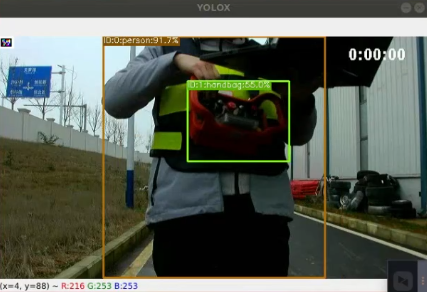 YOLOX
ID:0:person:91.7%
ID:1:handbag:55.0%
0:00:00
(x=4, y=88) ~ R:216 G:253 B:253